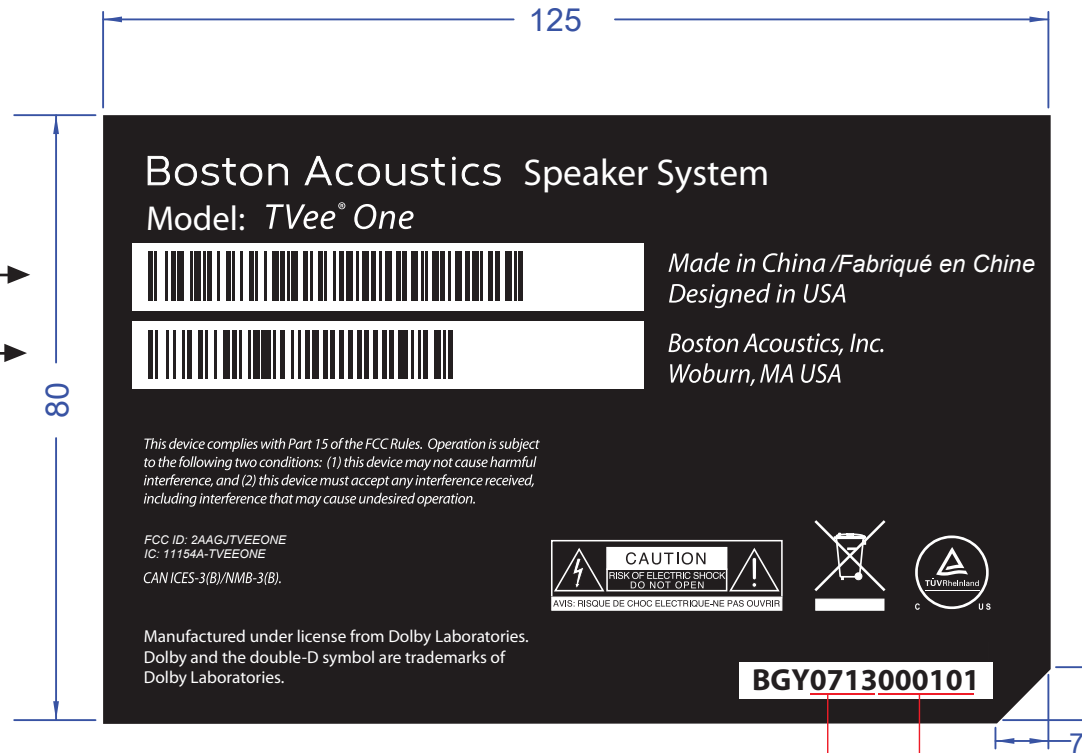 125
Boston Acoustics Speaker System
Model: TVee® One
Made in China /Fabriqué en Chine
Designed in USA
Boston Acoustics, Inc.
Woburn, MA USA
80
This device complies with Part 15 of the FCC Rules. Operation is subject
to the following two conditions: (1) this device may not cause harmful
interference, and (2) this device must accept any interference received,
including interference that may cause undesired operation.
FCC ID: 2AAGJTVEEONE
IC: 11154A-TVEEONE
CAN ICES-3(B)/NMB-3(B).
CAUTION
RISK OF ELECTRIC SHOCK
DO NOT OPEN
AVIS: RISQUE DE CHOC ELECTRIQUE-NE PAS OUVRIR
TÜVRheinland
C US
Manufactured under license from Dolby Laboratories.
Dolby and the double-D symbol are trademarks of
Dolby Laboratories.
BGY0713000101
7